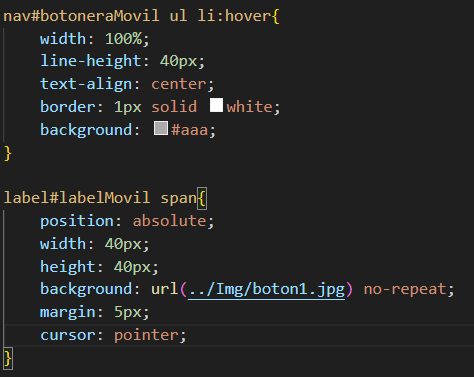 nav#botoneraMovil ul li:hover{
width: 100%;
line-height: 40px;
text-align: center;
border: 1px solid white;
background: #aaa;
}
label#labelMovil span{
position: absolute;
width: 40px;
height: 40px;
background: url(../Img/boton1.jpg) no-repeat;
margin: 5px;
cursor: pointer;
}